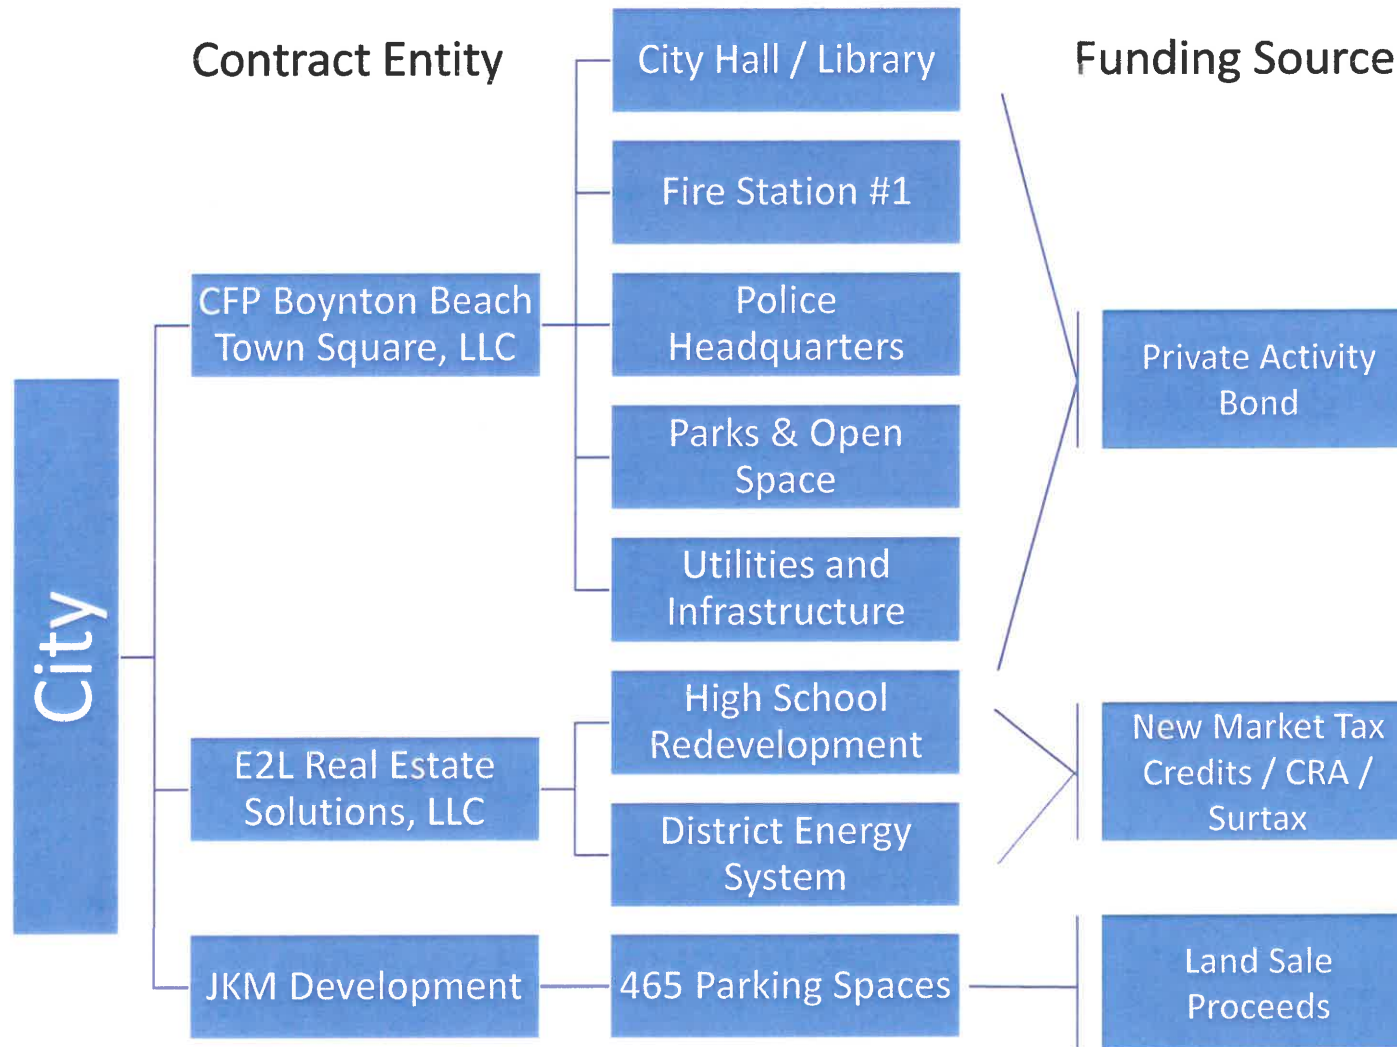 Contract Entity
Funding Source
City
CFP Boynton Beach
Town Square, LLC
E2L Real Estate
Solutions, LLC
JKM Development
City Hall / Library
Fire Station #1
Police
Headquarters
Parks & Open
Space
Utilities and
Infrastructure
High School
Redevelopment
District Energy
System
465 Parking Spaces
Private Activity
Bond
New Market Tax
Credits / CRA /
Surtax
Land Sale
Proceeds